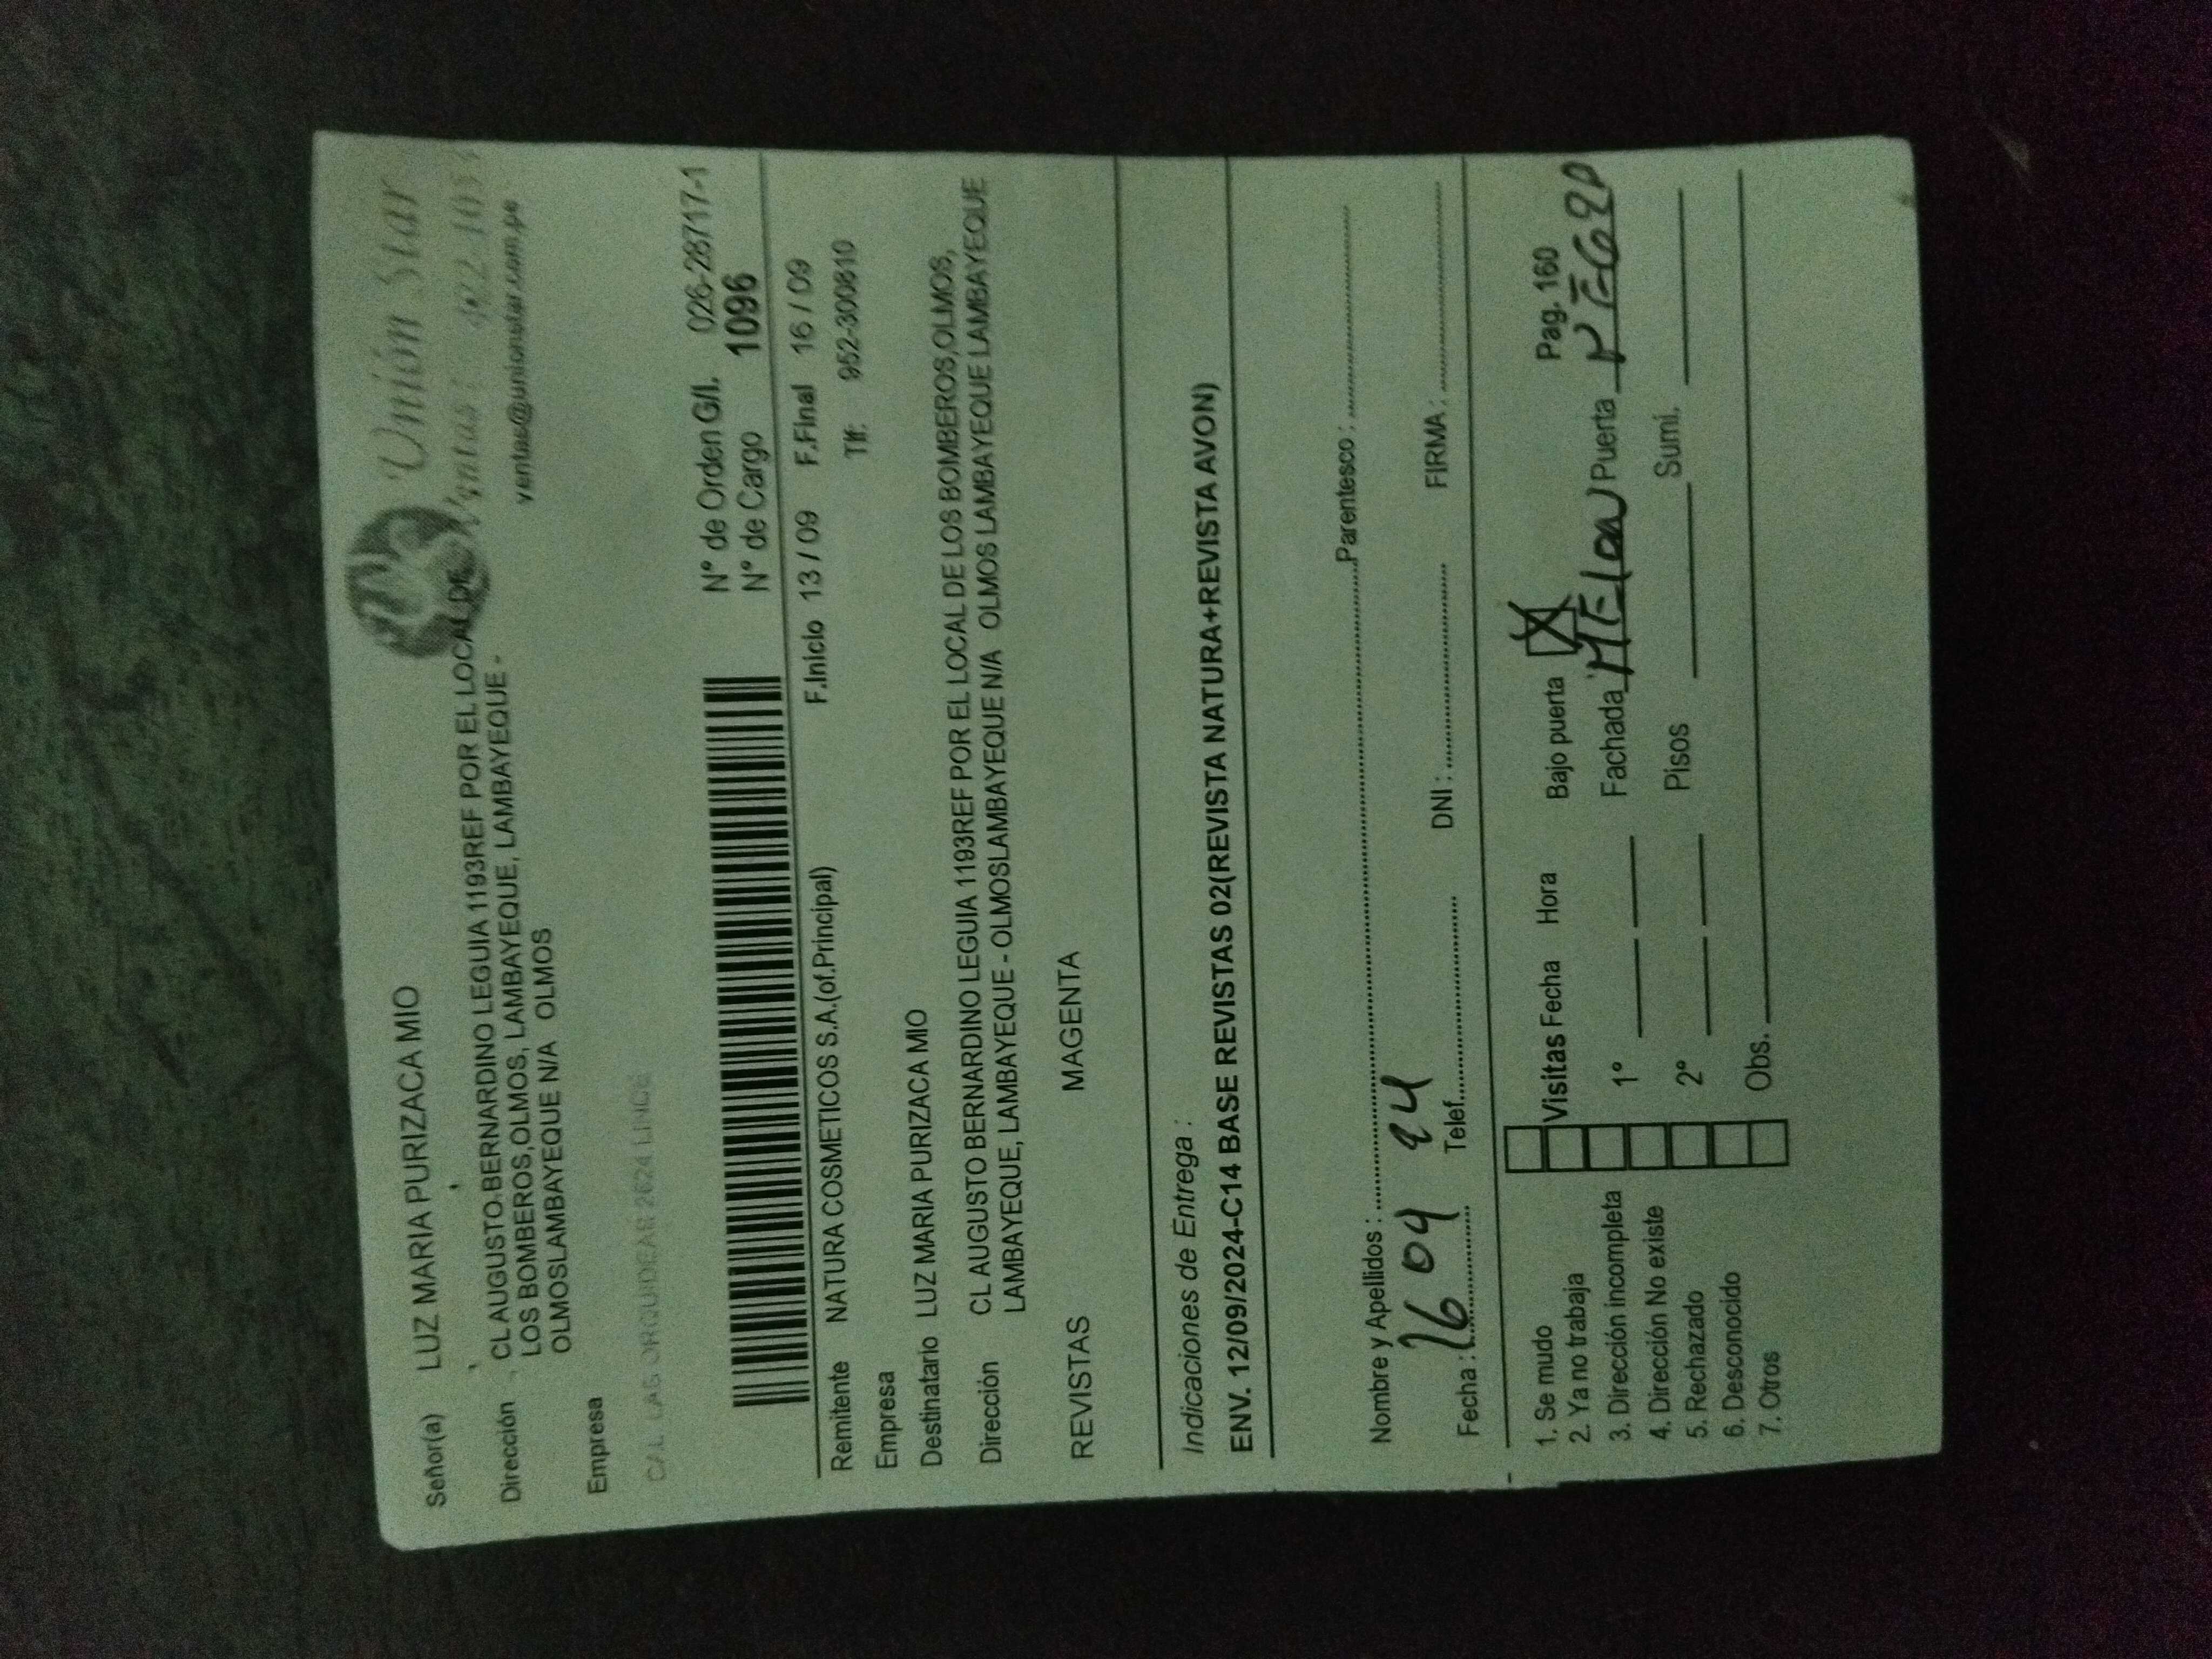 Señor(a) LUZ MARIA PURIZACA MIO
Unión Star
ventas@unionstar.com.pe
Dirección CL AUGUSTO BERNARDINO LEGUIA 1193REF POR EL LOCAL DE
LOS BOMBEROS,OLMOS, LAMBAYEQUE, LAMBAYEQUE -
OLMOSLAMBAYEQUE N/A OLMOS
Empresa
N° de Orden G/I. 026-28717-1
N° de Cargo 1096
F.Inicio 13 / 09 F.Final 16 / 09
Remitente NATURA COSMETICOS S.A.(of.Principal)
Tlf: 952-300810
Empresa
Destinatario LUZ MARIA PURIZACA MIO
Dirección CL AUGUSTO BERNARDINO LEGUIA 1193REF POR EL LOCAL DE LOS BOMBEROS,OLMOS,
LAMBAYEQUE, LAMBAYEQUE - OLMOSLAMBAYEQUE N/A OLMOS LAMBAYEQUE LAMBAYEQUE
REVISTAS MAGENTA
Indicaciones de Entrega :
ENV. 12/09/2024-C14 BASE REVISTAS 02(REVISTA NATURA+REVISTA AVON)
Nombre y Apellidos : Parentesco :
Fecha : 16 09 24 Telef. DNI : FIRMA :
1. Se mudo
2. Ya no trabaja
3. Dirección incompleta
4. Dirección No existe
5. Rechazado
6. Desconocido
7. Otros
Visitas Fecha Hora
1°
2°
Obs.
Bajo puerta X Pag. 160
Fachada Puerta
Pisos Sumi.